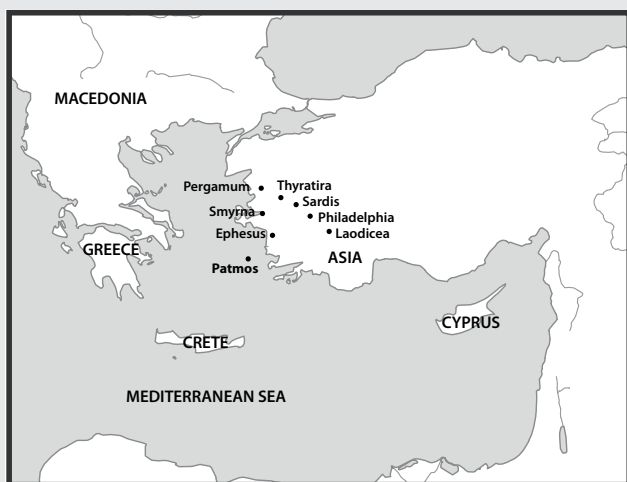 MACEDONIA
Pergamum
Thyratira
Sardis
Smyrna
Philadelphia
Ephesus
Laodicea
GREECE
ASIA
Patmos
CYPRUS
CRETE
MEDITERRANEAN SEA